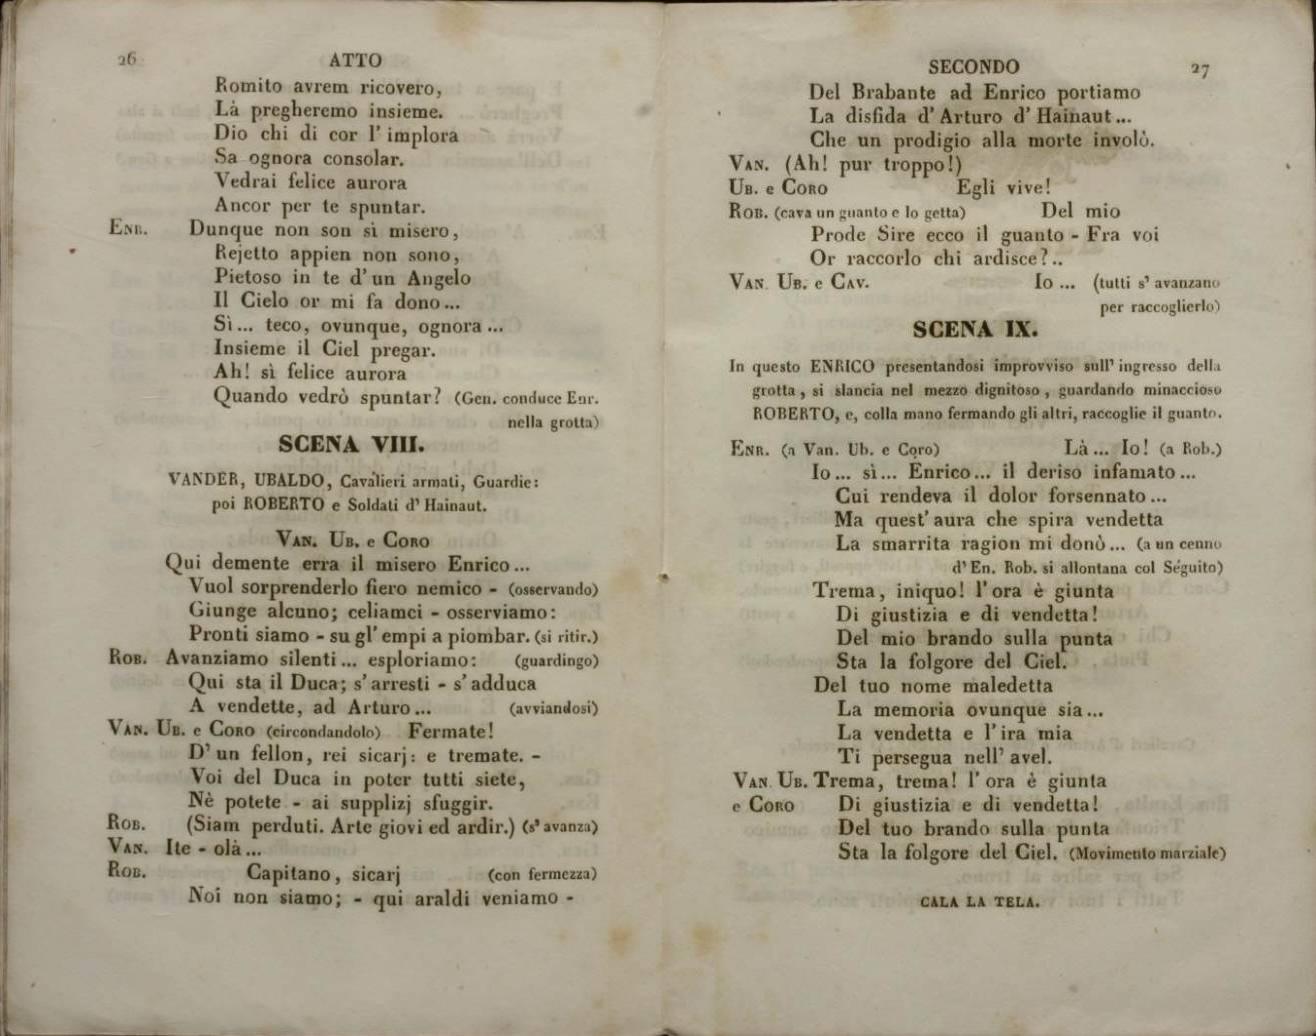 26
ATTO
Romito avrem ricovero,
Là pregheremo insieme.
Dio chi di cor l' implora
Sa ognora consolar.
Vedrai felice aurora
Ancor per te spuntar.
ENR. Dunque non son sì misero,
Rejetto appien non sono,
Pietoso in te d' un Angelo
Il Cielo or mi fa dono...
Sì... teco, ovunque, ognora...
Insieme il Ciel pregar.
Ah! sì felice aurora
Quando vedrò spuntar? (Gen. conduce Enr.
nella grotta)
SCENA VIII.
VANDER, UBALDO, Cavalieri armati, Guardie:
poi ROBERTO e Soldati d' Hainaut.
VAN. UB. e CORO
Qui demente erra il misero Enrico...
Vuol sorprenderlo fiero nemico - (osservando)
Giunge alcuno; celiamci - osserviamo:
Pronti siamo - su gl' empi a piombar. (si ritir.)
ROB. Avanziamo silenti... esploriamo: (guardingo)
Qui sta il Duca; s' arresti - s' adduca
A vendette, ad Arturo... (avviandosi)
VAN. UB. e CORO (circondandolo) Fermate!
D' un fellon, rei sicarj: e tremate. -
Voi del Duca in poter tutti siete,
Nè potete - ai supplizj sfuggir.
ROB. (Siam perduti. Arte giovi ed ardir.) (s' avanza)
VAN. Ite - olà...
ROB. Capitano, sicarj (con fermezza)
Noi non siamo; - qui araldi veniamo -
SECONDO
27
Del Brabante ad Enrico portiamo
La disfida d' Arturo d' Hainaut...
Che un prodigio alla morte involò.
VAN. (Ah! pur troppo!)
UB. e CORO Egli vive!
ROB. (cava un guanto e lo getta) Del mio
Prode Sire ecco il guanto - Fra voi
Or raccorlo chi ardisce?..
VAN. UB. e CAV. Io... (tutti s' avanzano
per raccoglierlo)
SCENA IX.
In questo ENRICO presentandosi improvviso sull' ingresso della
grotta, si slancia nel mezzo dignitoso, guardando minaccioso
ROBERTO, e, colla mano fermando gli altri, raccoglie il guanto.
ENR. (a Van. Ub. e Coro) Là... Io! (a Rob.)
Io... sì... Enrico... il deriso infamato...
Cui rendeva il dolor forsennato...
Ma quest' aura che spira vendetta
La smarrita ragion mi donò... (a un cenno
d' En. Rob. si allontana col Séguito)
Trema, iniquo! l' ora è giunta
Di giustizia e di vendetta!
Del mio brando sulla punta
Sta la folgore del Ciel.
Del tuo nome maledetta
La memoria ovunque sia...
La vendetta e l' ira mia
Ti persegua nell' avel.
VAN. UB. Trema, trema! l' ora è giunta
e CORO Di giustizia e di vendetta!
Del tuo brando sulla punta
Sta la folgore del Ciel. (Movimento marziale)
CALA LA TELA.